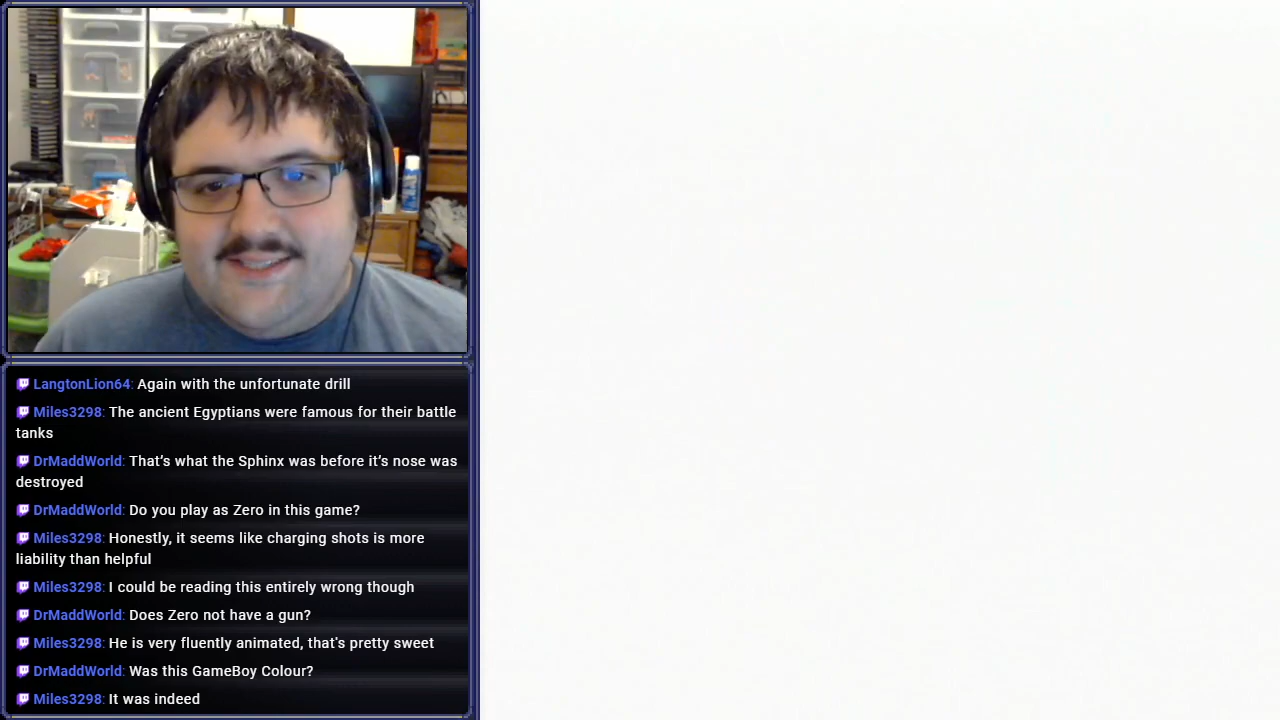 LangtonLion64: Again with the unfortunate drill
Miles3298: The ancient Egyptians were famous for their battle
tanks
DrMaddWorld: That’s what the Sphinx was before it’s nose was
destroyed
DrMaddWorld: Do you play as Zero in this game?
Miles3298: Honestly, it seems like charging shots is more
liability than helpful
Miles3298: I could be reading this entirely wrong though
DrMaddWorld: Does Zero not have a gun?
Miles3298: He is very fluently animated, that's pretty sweet
DrMaddWorld: Was this GameBoy Colour?
Miles3298: It was indeed